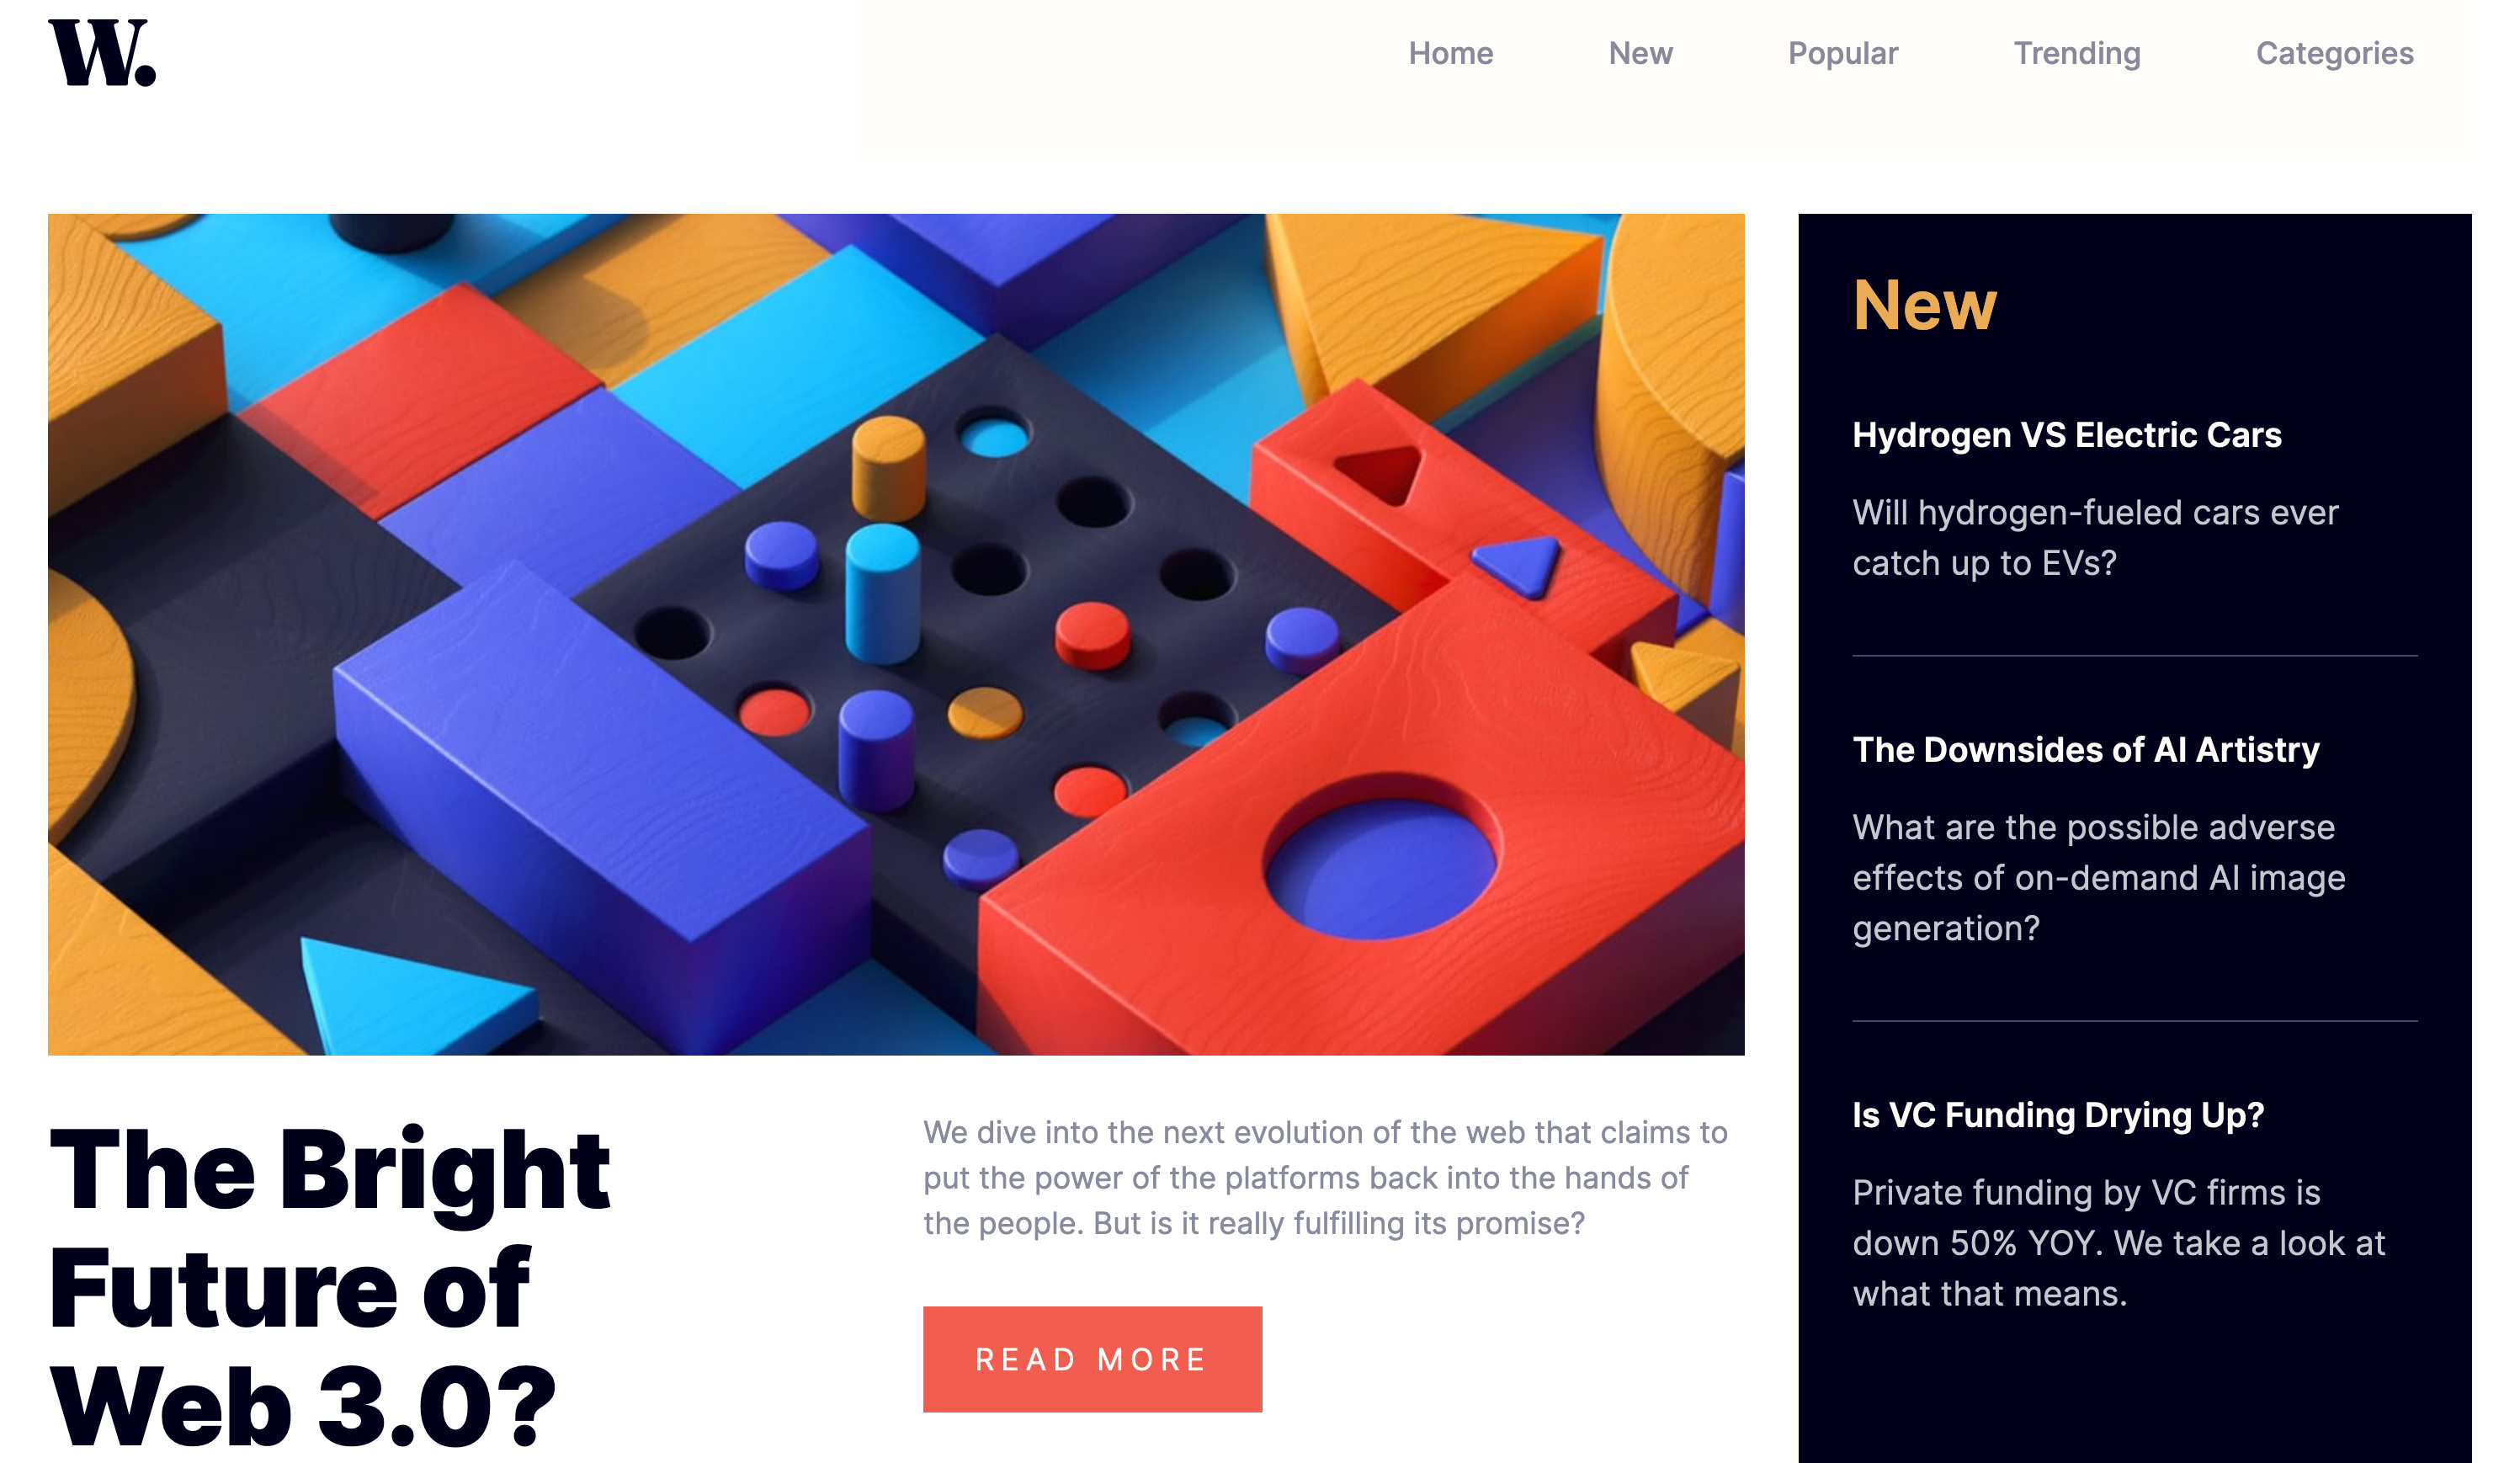 W.
Home
New
Popular
Trending
Categories
The Bright
Future of
Web 3.0?
We dive into the next evolution of the web that claims to
put the power of the platforms back into the hands of
the people. But is it really fulfilling its promise?
READ MORE
New
Hydrogen VS Electric Cars
Will hydrogen-fueled cars ever
catch up to EVs?
The Downsides of AI Artistry
What are the possible adverse
effects of on-demand AI image
generation?
Is VC Funding Drying Up?
Private funding by VC firms is
down 50% YOY. We take a look at
what that means.